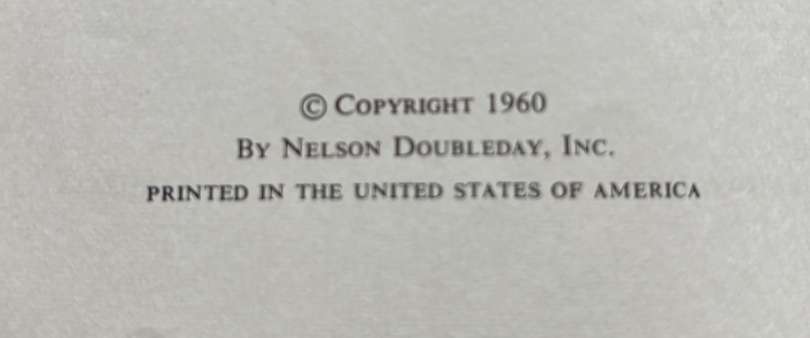 © COPYRIGHT 1960
BY NELSON DOUBLEDAY, INC.
PRINTED IN THE UNITED STATES OF AMERICA